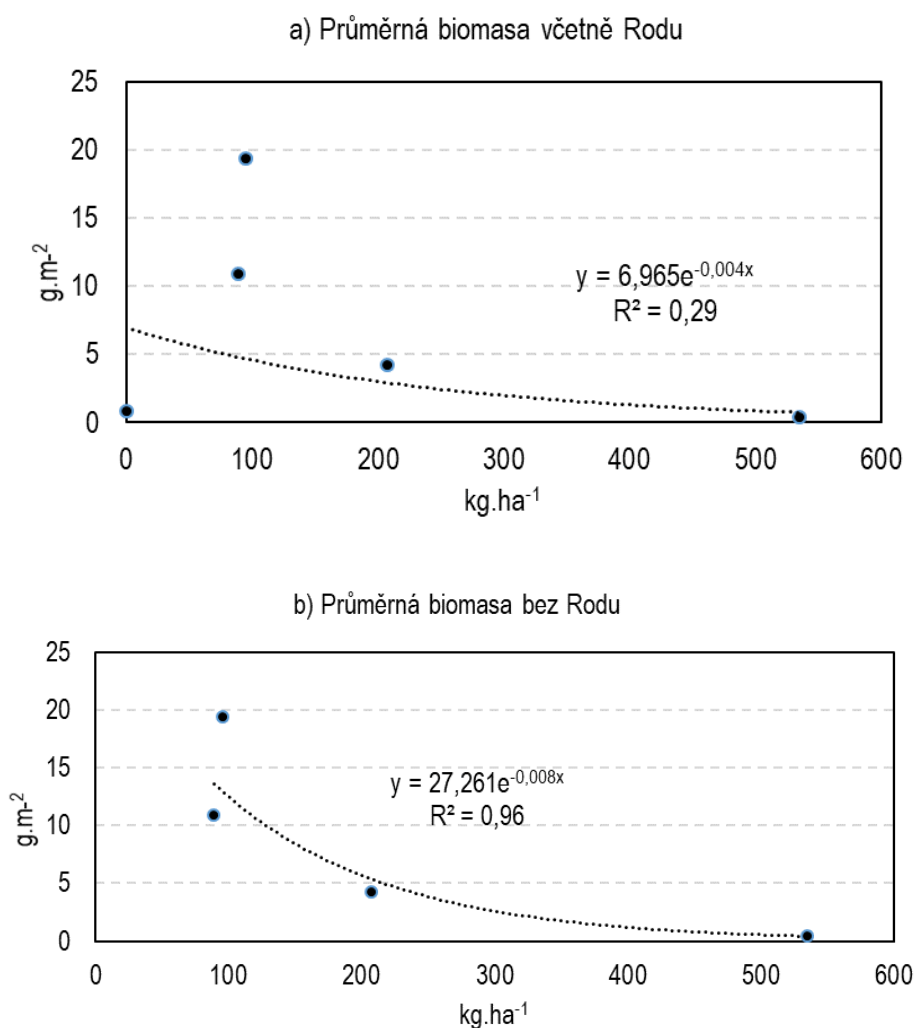 a) Průměrná biomasa včetně Rodu
25
20
15
10
5
0
g.m-²
y = 6,965e⁻⁰,⁰⁰⁴ˣ
R² = 0,29
0 100 200 300 400 500 600
kg.ha⁻¹
b) Průměrná biomasa bez Rodu
25
20
15
10
5
0
g.m-²
y = 27,261e⁻⁰,⁰⁰⁸ˣ
R² = 0,96
0 100 200 300 400 500 600
kg.ha⁻¹